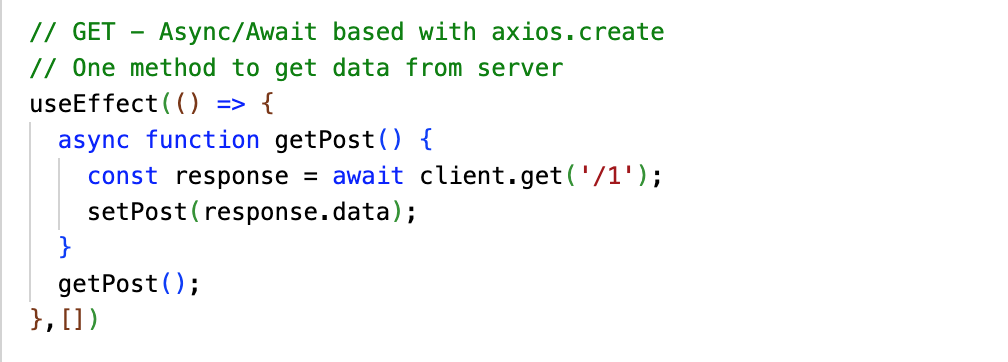 // GET – Async/Await based with axios.create
// One method to get data from server
useEffect(() => {
  async function getPost() {
    const response = await client.get('/1');
    setPost(response.data);
  }
  getPost();
},[])